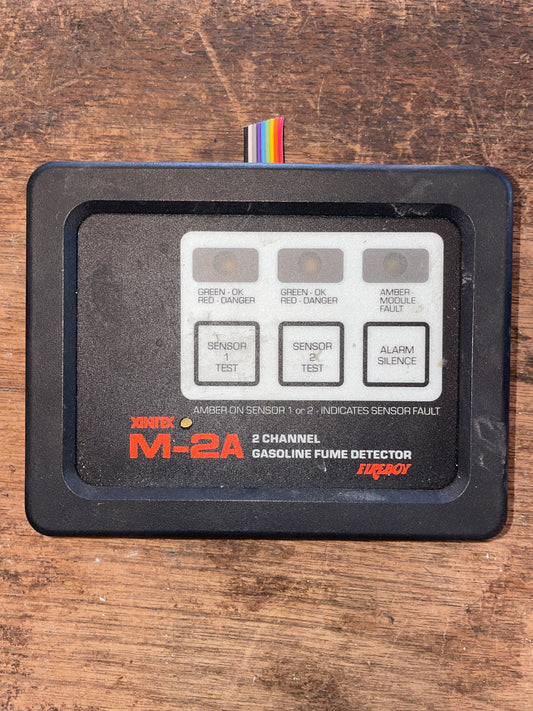 GREEN - OK
RED - DANGER
GREEN - OK
RED - DANGER
AMBER -
MODULE
FAULT
SENSOR
1
TEST
SENSOR
2
TEST
ALARM
SILENCE
AMBER ON SENSOR 1 or 2 - INDICATES SENSOR FAULT
XINTEX
M-2A
2 CHANNEL
GASOLINE FUME DETECTOR
FIREBOY